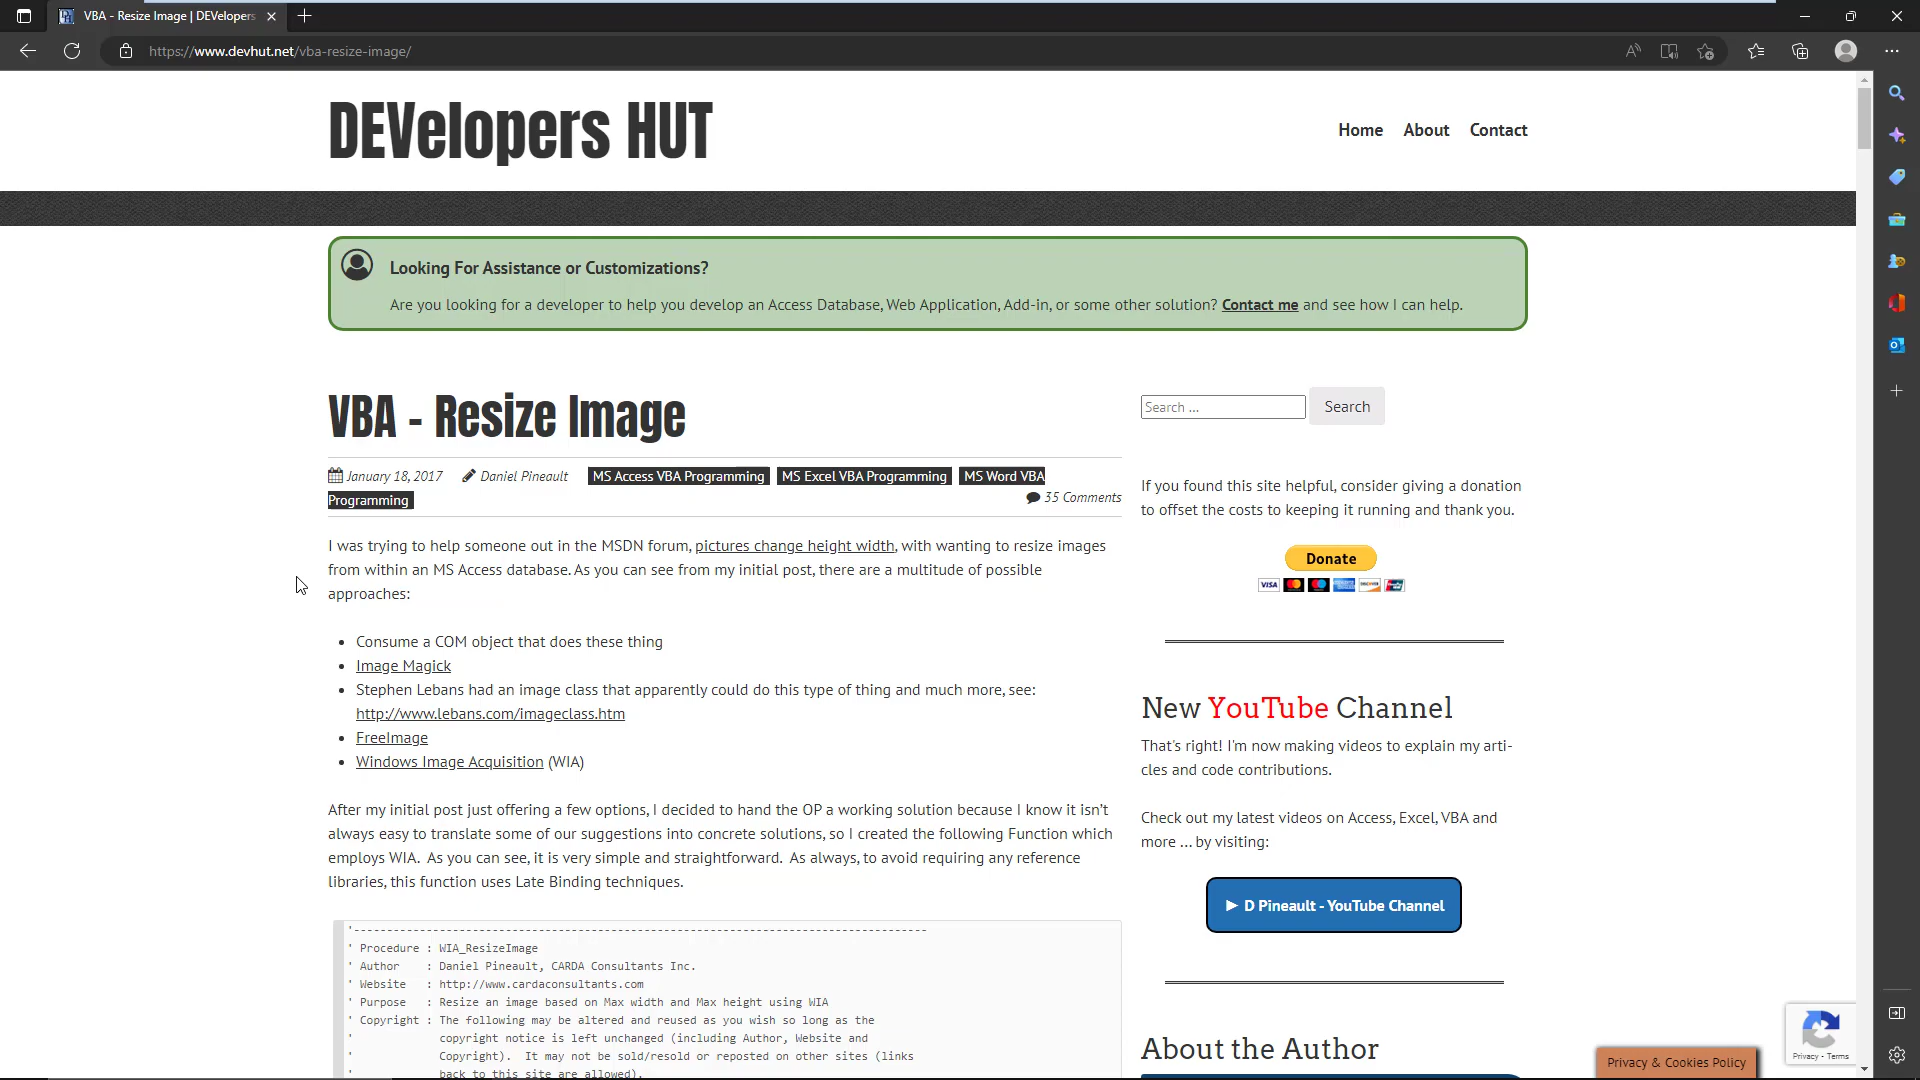 VBA - Resize Image | DEVelopers
https://www.devhut.net/vba-resize-image/
DEVelopers HUT
Home About Contact
Looking For Assistance or Customizations?
Are you looking for a developer to help you develop an Access Database, Web Application, Add-in, or some other solution? Contact me and see how I can help.
VBA - Resize Image
January 18, 2017 Daniel Pineault MS Access VBA Programming MS Excel VBA Programming MS Word VBA
Programming 35 Comments
I was trying to help someone out in the MSDN forum, pictures change height width, with wanting to resize images
from within an MS Access database. As you can see from my initial post, there are a multitude of possible
approaches:
• Consume a COM object that does these thing
• Image Magick
• Stephen Lebans had an image class that apparently could do this type of thing and much more, see:
http://www.lebans.com/imageclass.htm
• FreeImage
• Windows Image Acquisition (WIA)
After my initial post just offering a few options, I decided to hand the OP a working solution because I know it isn't
always easy to translate some of our suggestions into concrete solutions, so I created the following Function which
employs WIA.  As you can see, it is very simple and straightforward.  As always, to avoid requiring any reference
libraries, this function uses Late Binding techniques.
'---------------------------------------------------------------------------------------
' Procedure : WIA_ResizeImage
' Author    : Daniel Pineault, CARDA Consultants Inc.
' Website   : http://www.cardaconsultants.com
' Purpose   : Resize an image based on Max width and Max height using WIA
' Copyright : The following may be altered and reused as you wish so long as the
'             copyright notice is left unchanged (including Author, Website and
'             Copyright).  It may not be sold/resold or reposted on other sites (links
'             back to this site are allowed).
Search ... Search
If you found this site helpful, consider giving a donation
to offset the costs to keeping it running and thank you.
Donate
VISA
New YouTube Channel
That's right! I'm now making videos to explain my arti-
cles and code contributions.
Check out my latest videos on Access, Excel, VBA and
more ... by visiting:
► D Pineault - YouTube Channel
About the Author
Privacy - Terms
Privacy & Cookies Policy